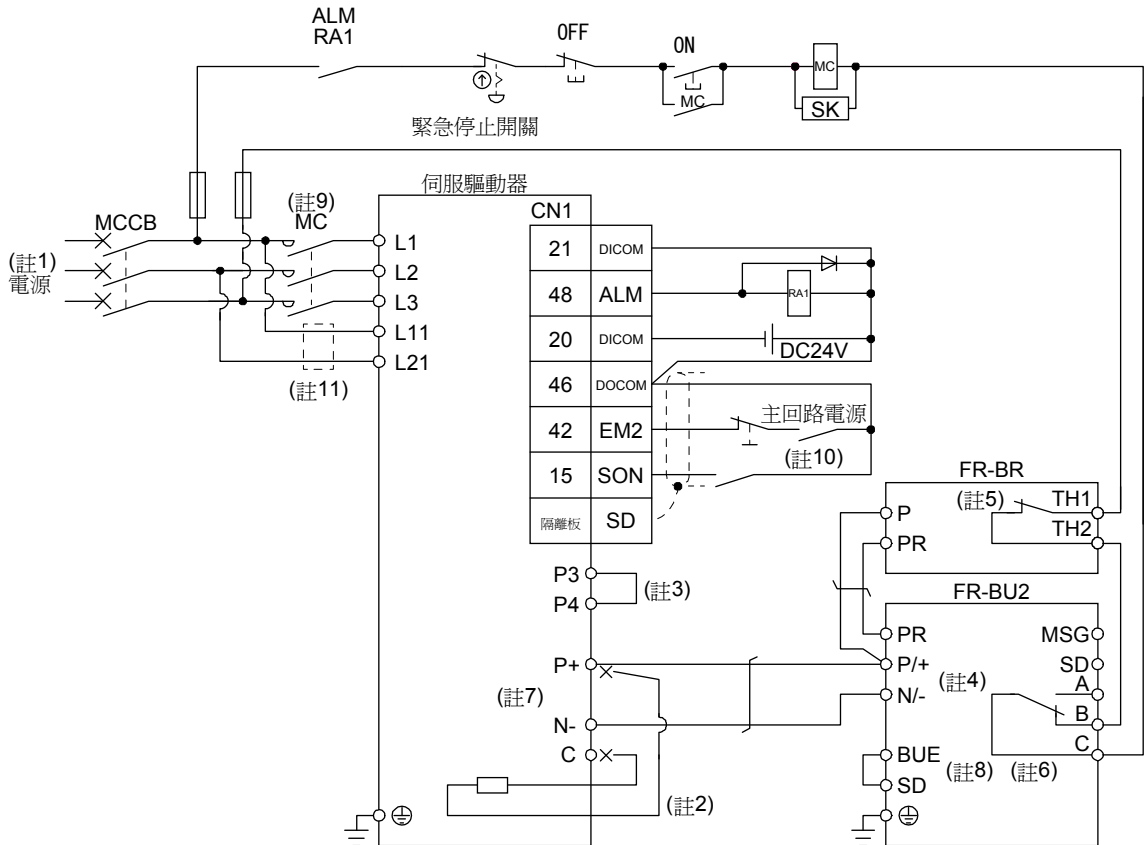 ALM
RA1
OFF
ON
MC
MC
SK
緊急停止開關
伺服驅動器
MCCB
(註9)
MC
(註1)
電源
L1
L2
L3
L11
L21
(註11)
CN1
21 DICOM
48 ALM
20 DICOM
46 DOCOM
42 EM2
15 SON
隔離板 SD
RA1
DC24V
主回路電源
(註10)
P3
P4
(註3)
P+
(註7)
N-
C
(註2)
FR-BR
(註5)
P
PR
TH1
TH2
FR-BU2
PR
P/+
N/-
BUE
SD
(註4)
(註8)
(註6)
MSG
SD
A
B
C